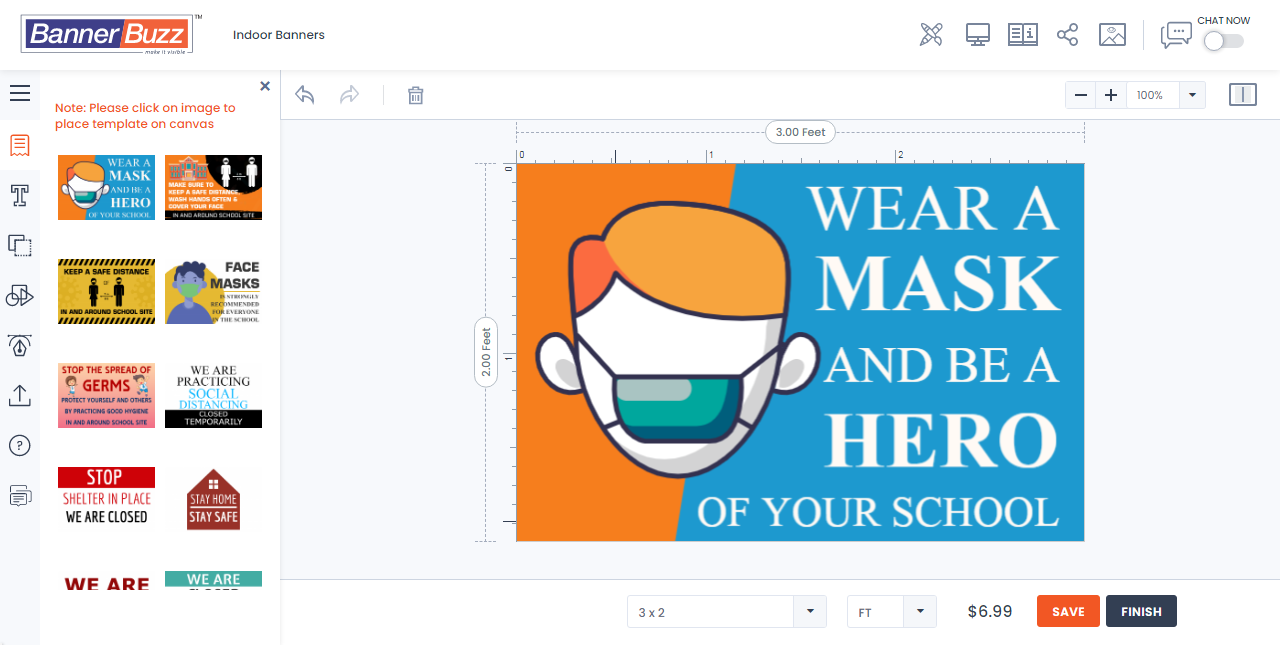 BannerBuzz
TM
make it visible
Indoor Banners
CHAT NOW
Note: Please click on image to
place template on canvas
100%
WEAR A
MASK
AND BE A
HERO
OF YOUR SCHOOL
MAKE SURE TO
KEEP A SAFE DISTANCE,
WASH HANDS OFTEN &
COVER YOUR FACE
IN AND AROUND SCHOOL SITE
KEEP A SAFE DISTANCE
IN AND AROUND SCHOOL SITE
FACE
MASKS
IS STRONGLY
RECOMMENDED
FOR EVERYONE
IN THE SCHOOL
STOP THE SPREAD OF
GERMS
PROTECT YOURSELF AND OTHERS
BY PRACTICING GOOD HYGIENE
IN AND AROUND SCHOOL SITE
WE ARE
PRACTICING
SOCIAL
DISTANCING
CLOSED
TEMPORARILY
STOP
SHELTER IN PLACE
WE ARE CLOSED
STAY HOME
STAY SAFE
WE ARE
WE ARE
3.00 Feet
0
1
2
0
1
2.00 Feet
WEAR A
MASK
AND BE A
HERO
OF YOUR SCHOOL
3 x 2
FT
$6.99
SAVE
FINISH